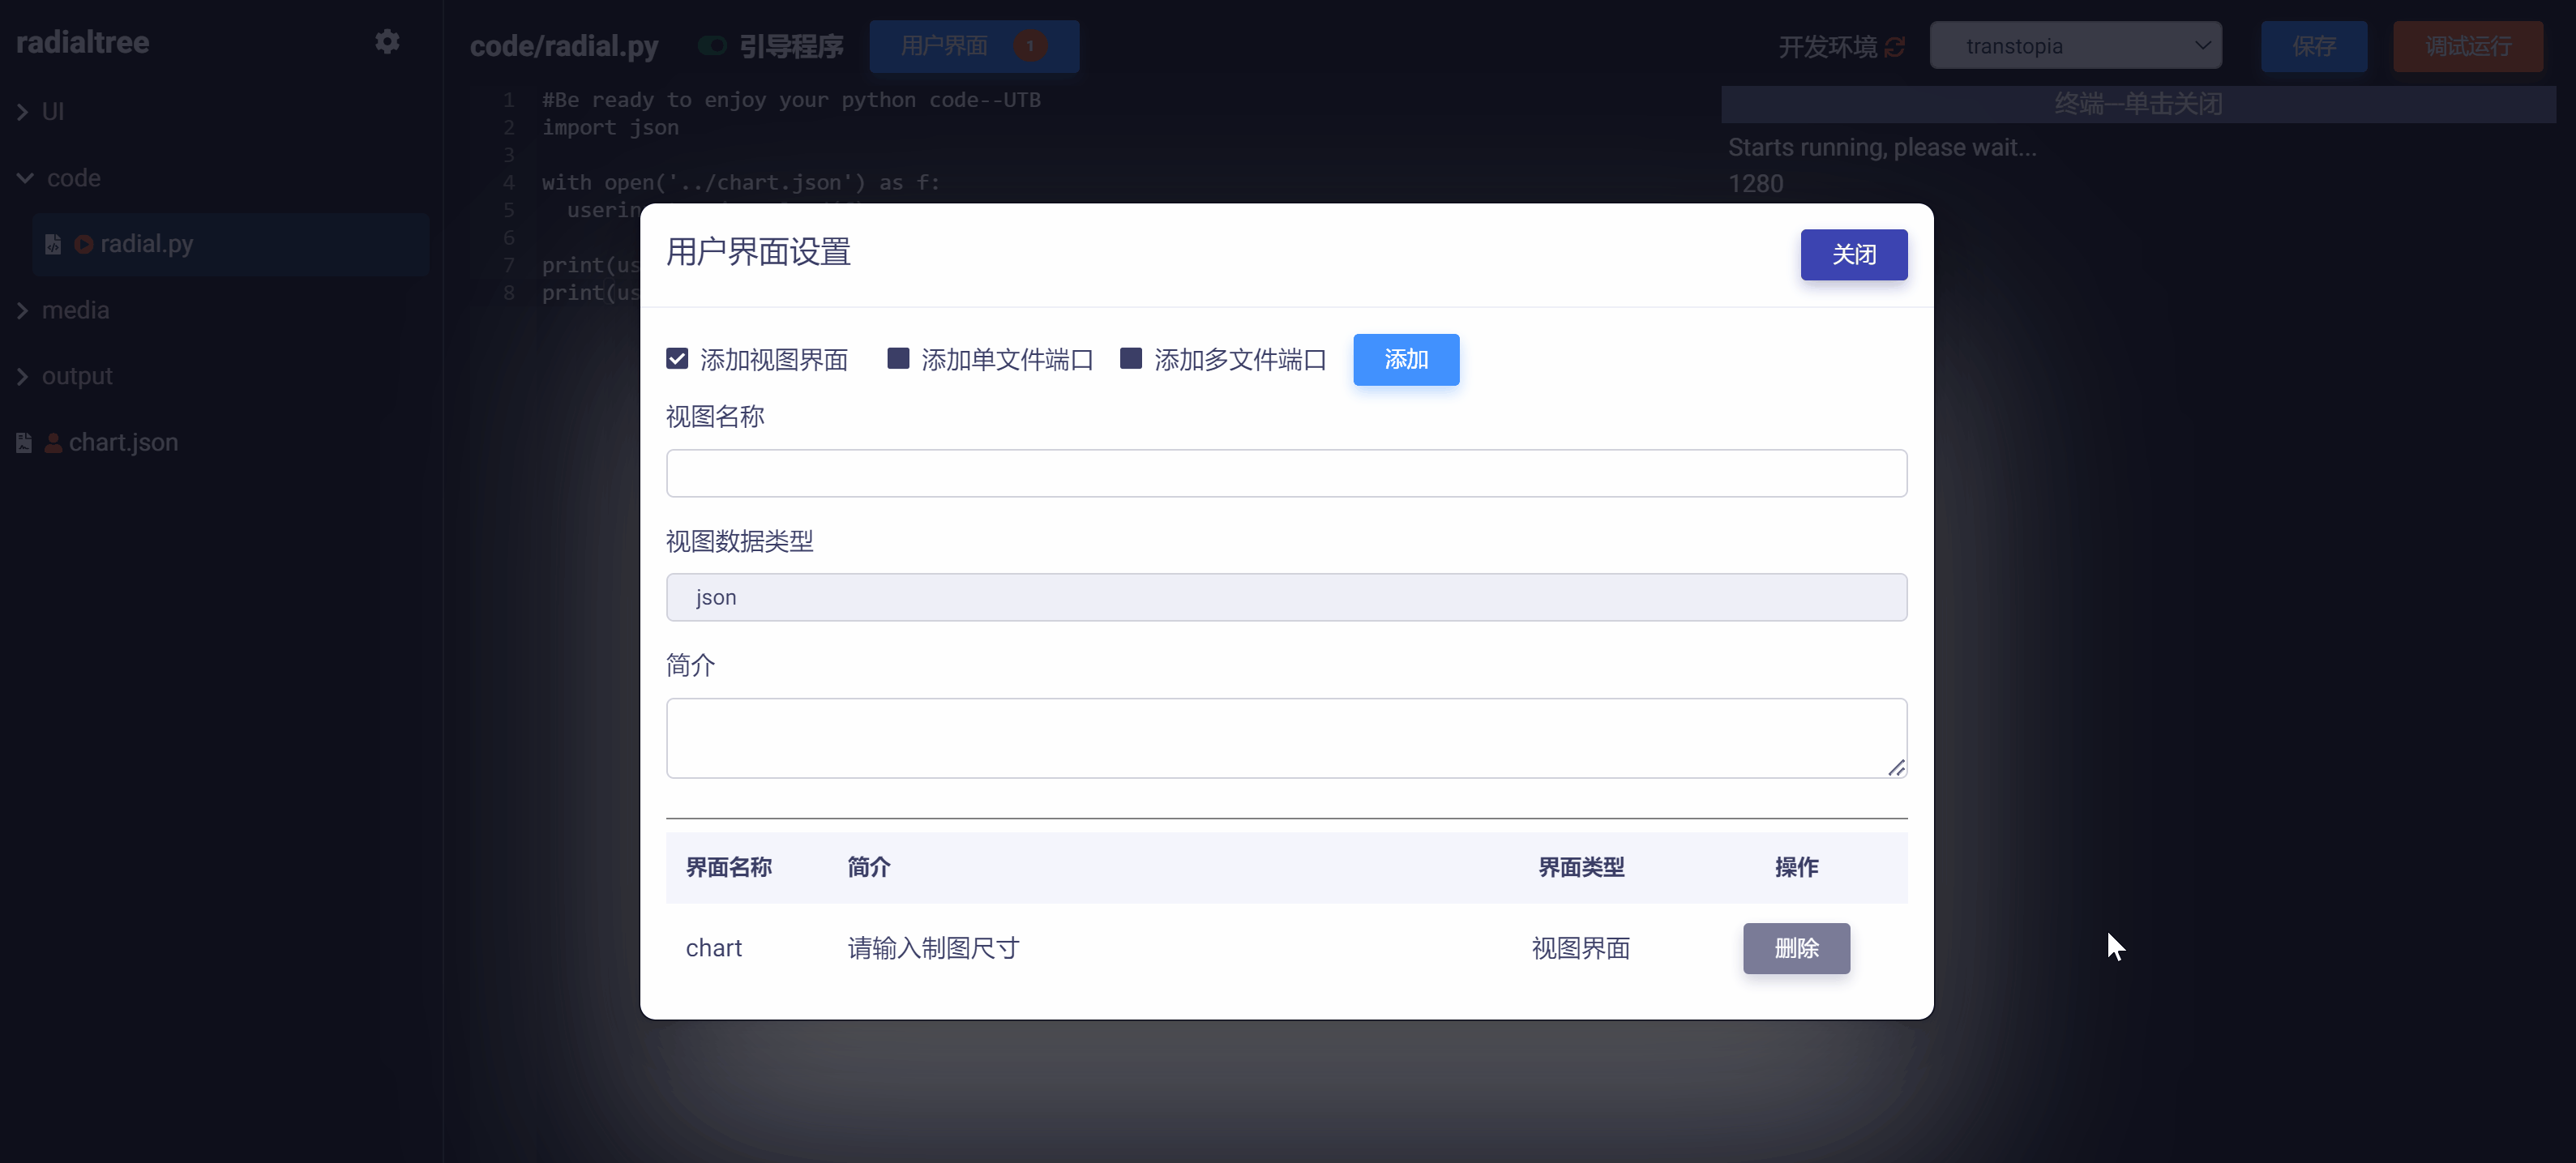 radialtree
UI
code
radial.py
media
output
chart.json
code/radial.py 引导程序 用户界面 1 开发环境 transtopia 保存 调试运行
1 #Be ready to enjoy your python code--UTB
2 import json
3
4 with open('../chart.json') as f:
5 userin
6
7 print(us
8 print(us
终端—单击关闭
Starts running, please wait...
1280
用户界面设置 关闭
添加视图界面 添加单文件端口 添加多文件端口 添加
视图名称
视图数据类型
json
简介
界面名称 简介 界面类型 操作
chart 请输入制图尺寸 视图界面 删除